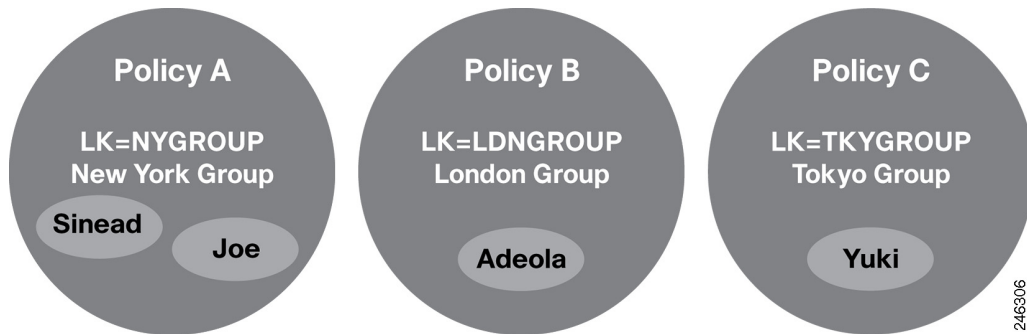 Policy A
LK=NYGROUP
New York Group
Sinead
Joe
Policy B
LK=LDNGROUP
London Group
Adeola
Policy C
LK=TKYGROUP
Tokyo Group
Yuki
246306